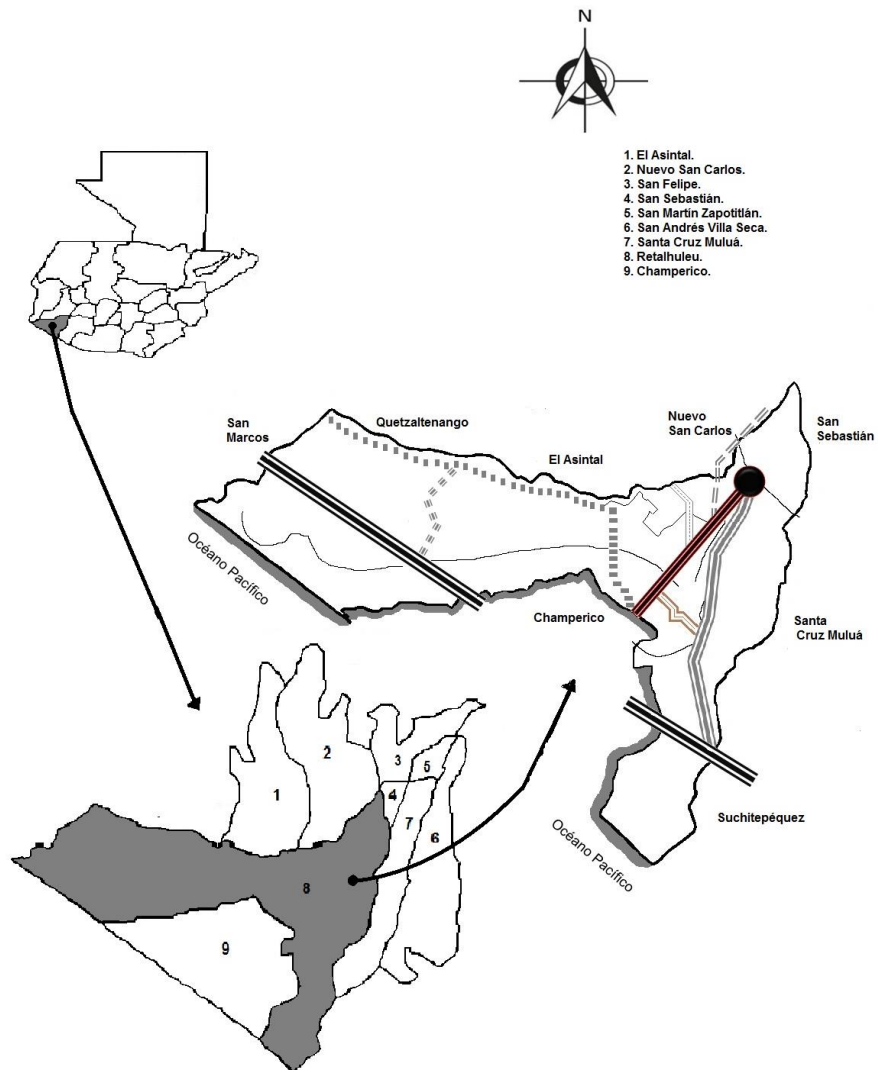 N
1. El Asintal.
2. Nuevo San Carlos.
3. San Felipe.
4. San Sebastián.
5. San Martín Zapotitlán.
6. San Andrés Villa Seca.
7. Santa Cruz Muluá.
8. Retalhuleu.
9. Champerico.
San
Marcos
Quetzaltenango
El Asintal
Nuevo
San Carlos
San
Sebastián
Océano Pacífico
Champerico
Santa
Cruz Muluá
Suchitepéquez
Océano Pacífico
1
2
3
5
4
7
6
8
9